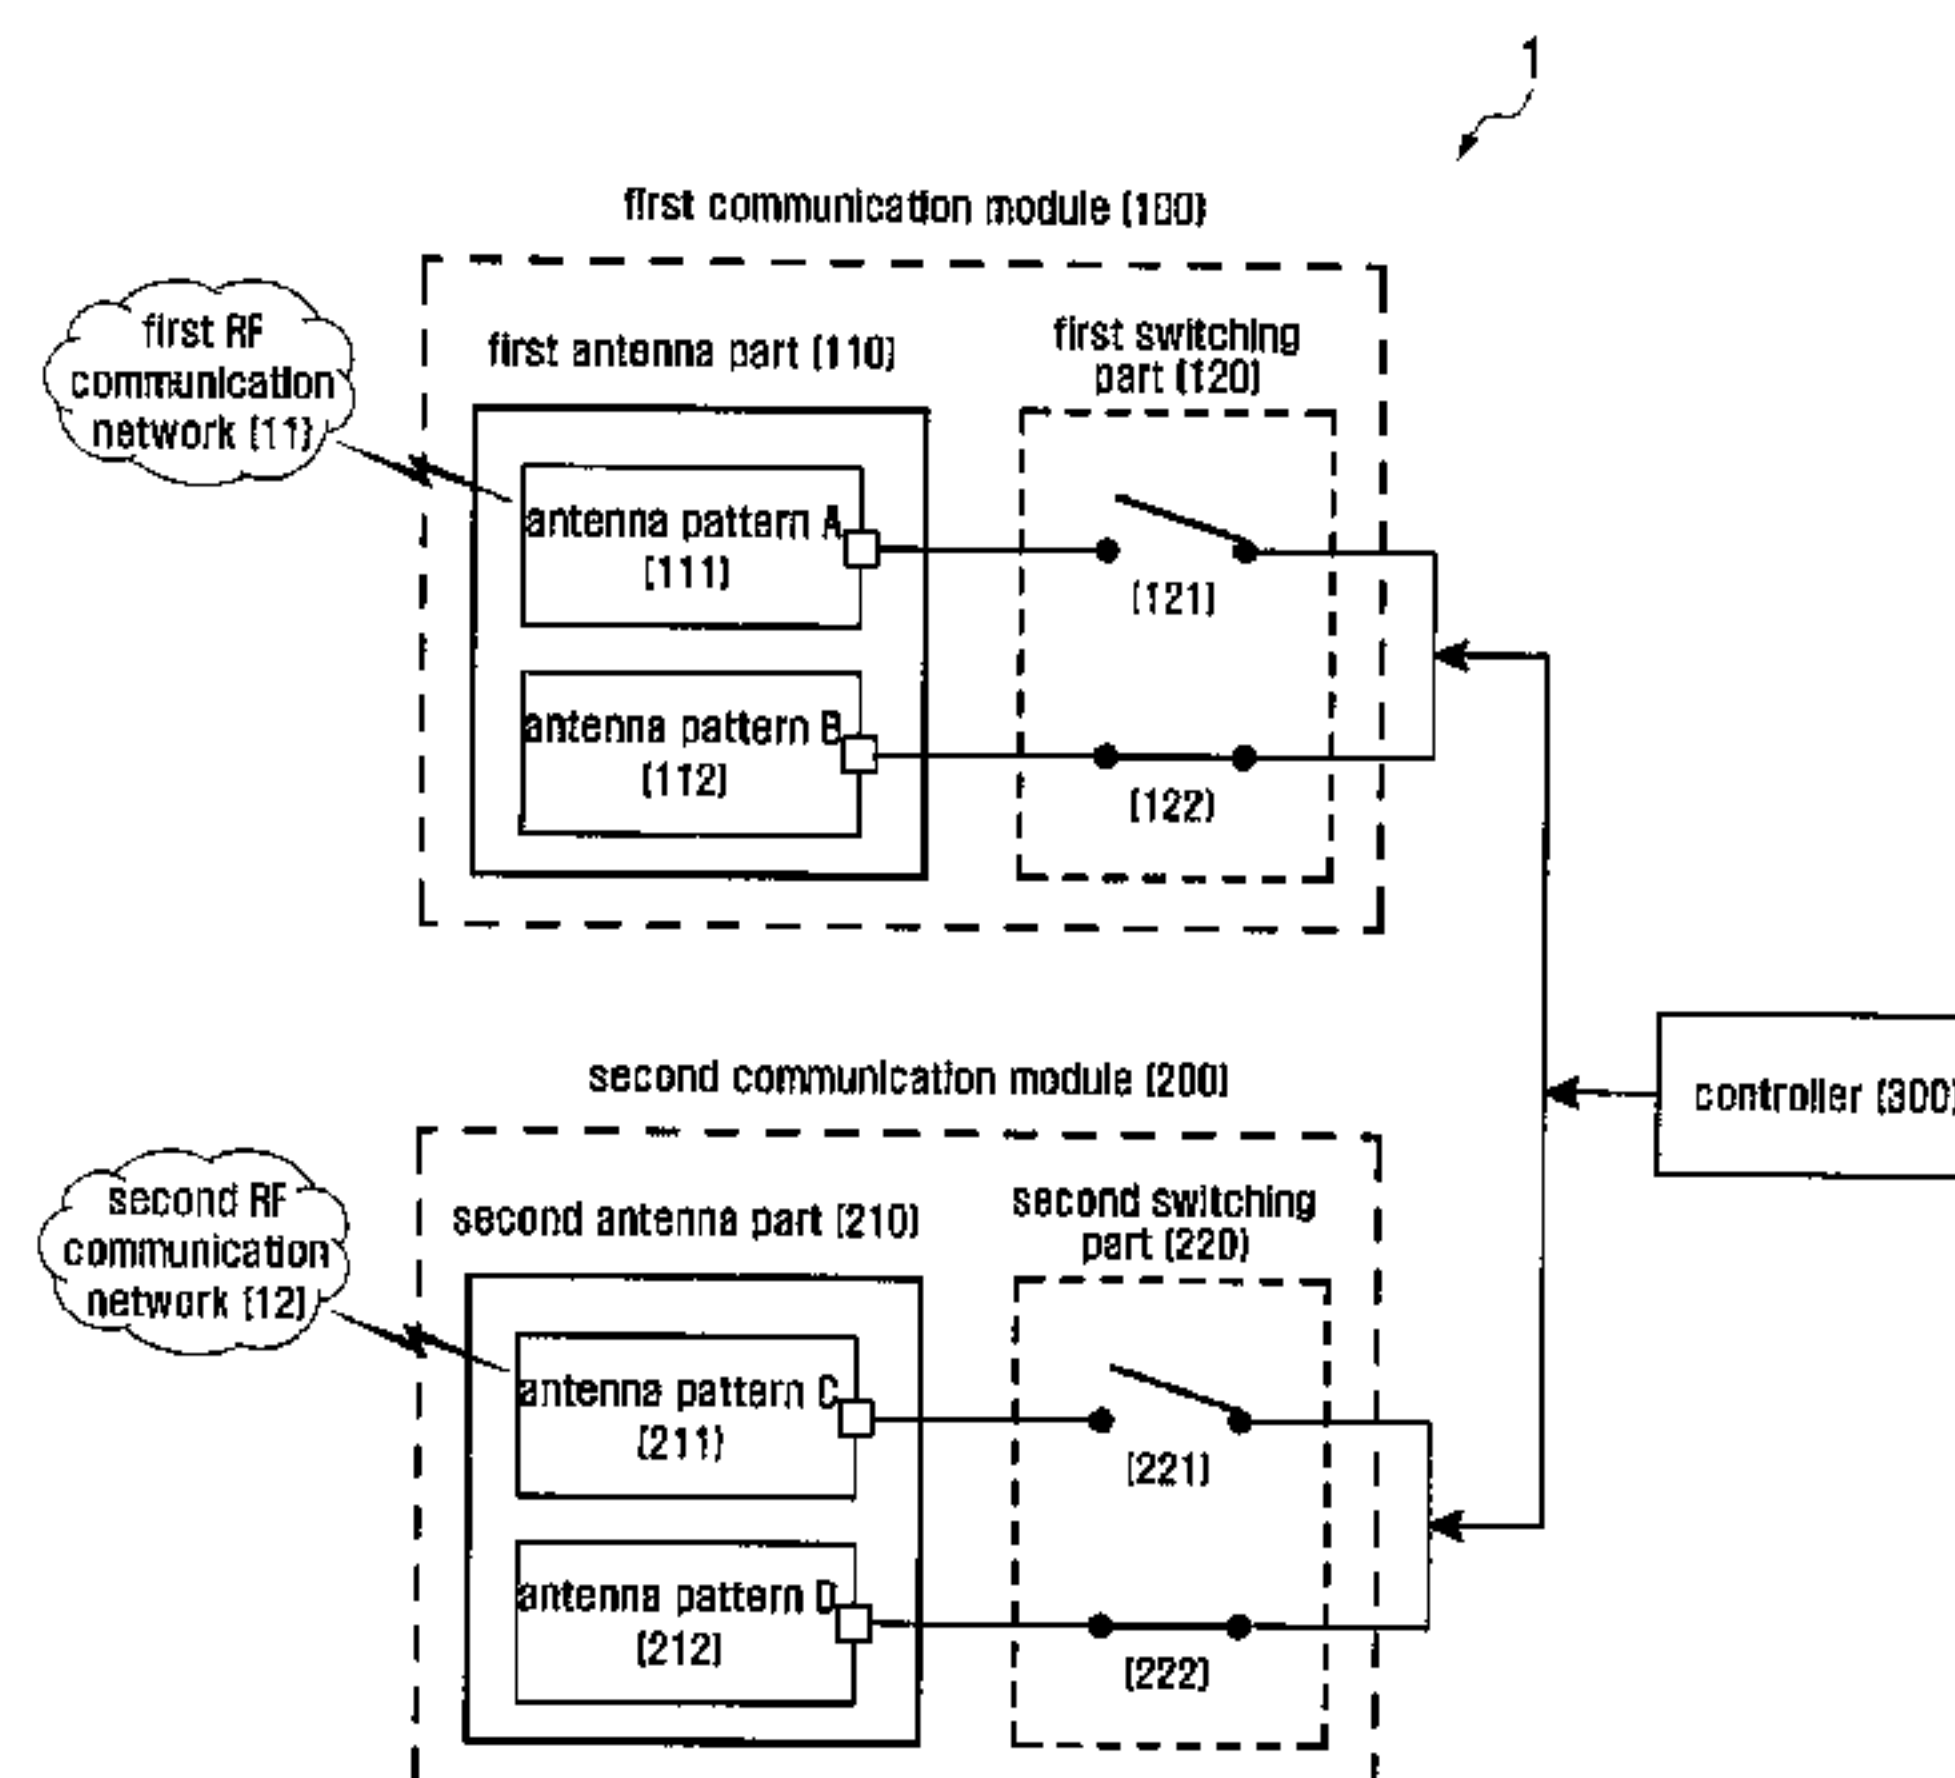 1
first communication module (100)
first RF
communication
network (11)
first antenna part (110)
first switching
part (120)
antenna pattern A
(111)
(121)
antenna pattern B
(112)
(122)
controller (300)
second communication module (200)
second RF
communication
network (12)
second antenna part (210)
second switching
part (220)
antenna pattern C
(211)
(221)
antenna pattern D
(212)
(222)